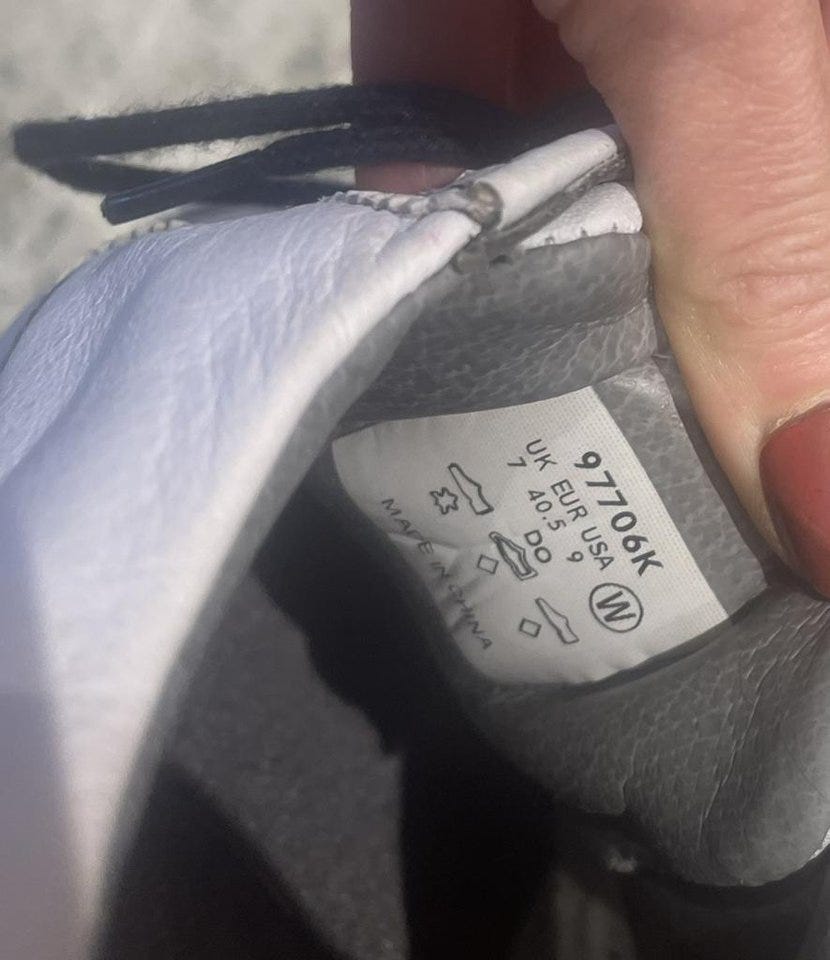 97706K
UK EUR USA W
7 40.5 9
DO
MADE IN CHINA